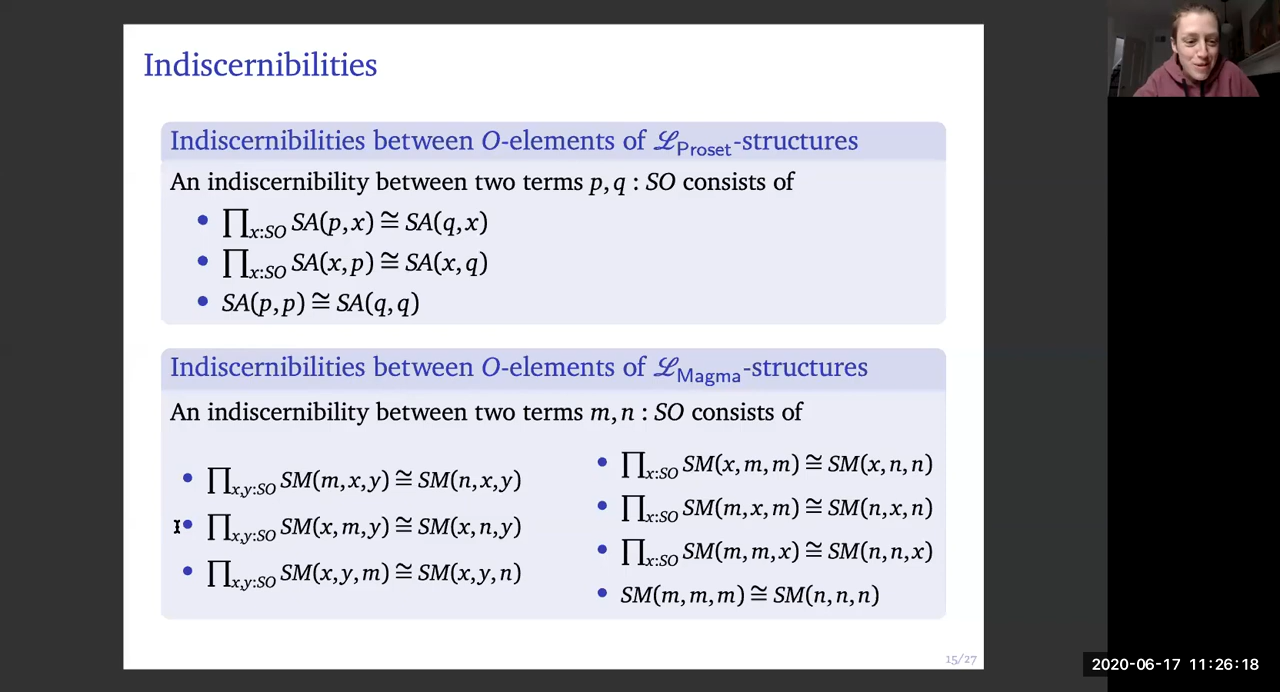 Indiscernibilities
Indiscernibilities between O-elements of ℒ_Proset-structures
An indiscernibility between two terms p, q : SO consists of
• ∏_{x:SO} SA(p, x) ≅ SA(q, x)
• ∏_{x:SO} SA(x, p) ≅ SA(x, q)
• SA(p, p) ≅ SA(q, q)
Indiscernibilities between O-elements of ℒ_Magma-structures
An indiscernibility between two terms m, n : SO consists of
• ∏_{x,y:SO} SM(m, x, y) ≅ SM(n, x, y)
• ∏_{x,y:SO} SM(x, m, y) ≅ SM(x, n, y)
• ∏_{x,y:SO} SM(x, y, m) ≅ SM(x, y, n)
• ∏_{x:SO} SM(x, m, m) ≅ SM(x, n, n)
• ∏_{x:SO} SM(m, x, m) ≅ SM(n, x, n)
• ∏_{x:SO} SM(m, m, x) ≅ SM(n, n, x)
• SM(m, m, m) ≅ SM(n, n, n)
15/27
2020-06-17 11:26:18